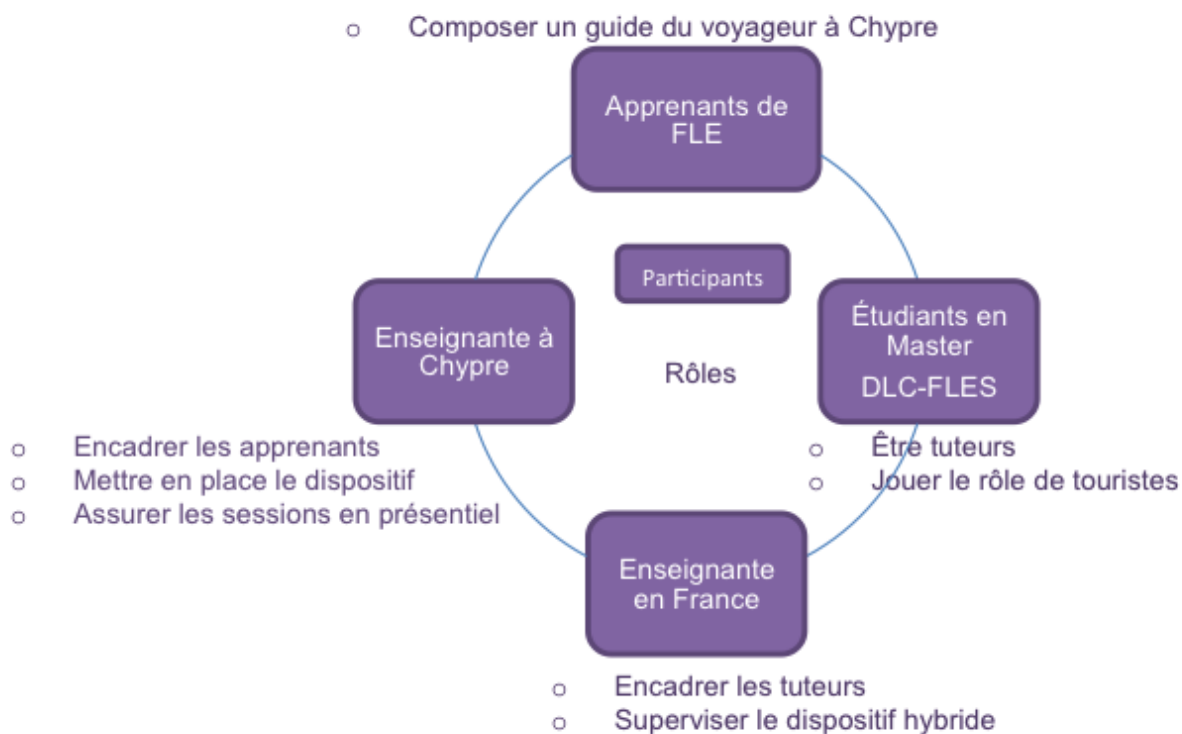 ○ Composer un guide du voyageur à Chypre
Apprenants de
FLE
Participants
Rôles
Enseignante à
Chypre
Étudiants en
Master
DLC-FLES
○ Encadrer les apprenants
○ Mettre en place le dispositif
○ Assurer les sessions en présentiel
○ Être tuteurs
○ Jouer le rôle de touristes
Enseignante
en France
○ Encadrer les tuteurs
○ Superviser le dispositif hybride